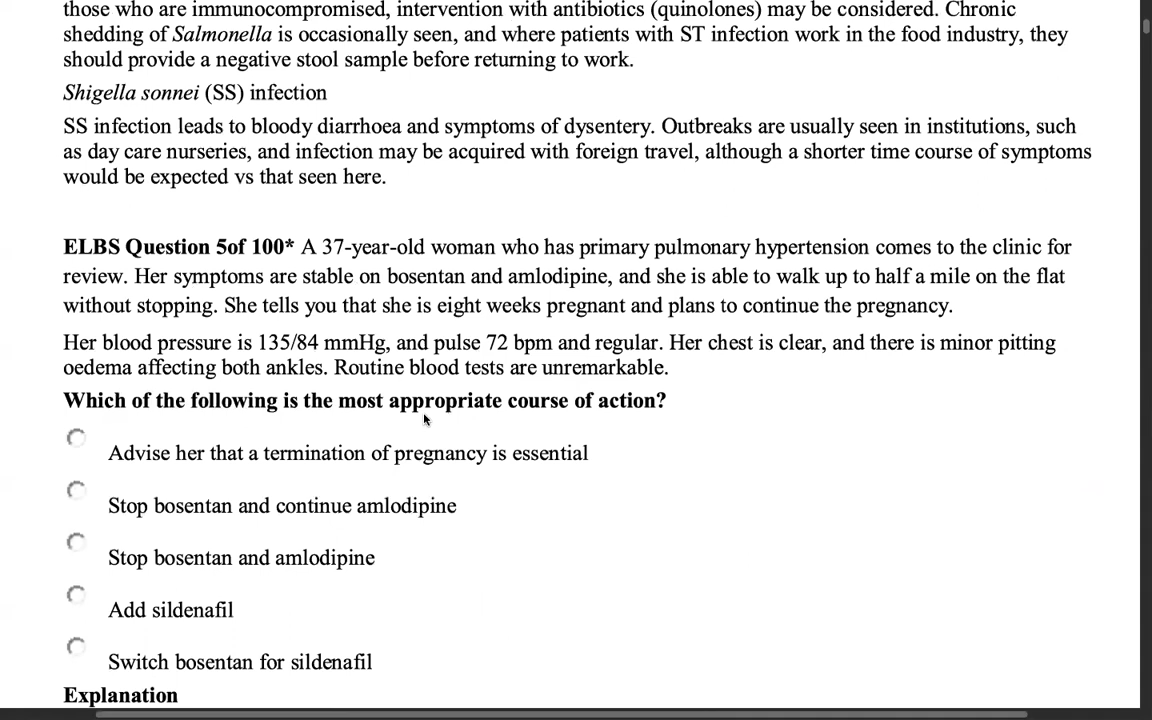 those who are immunocompromised, intervention with antibiotics (quinolones) may be considered. Chronic
shedding of Salmonella is occasionally seen, and where patients with ST infection work in the food industry, they
should provide a negative stool sample before returning to work.
Shigella sonnei (SS) infection
SS infection leads to bloody diarrhoea and symptoms of dysentery. Outbreaks are usually seen in institutions, such
as day care nurseries, and infection may be acquired with foreign travel, although a shorter time course of symptoms
would be expected vs that seen here.
ELBS Question 5of 100* A 37-year-old woman who has primary pulmonary hypertension comes to the clinic for
review. Her symptoms are stable on bosentan and amlodipine, and she is able to walk up to half a mile on the flat
without stopping. She tells you that she is eight weeks pregnant and plans to continue the pregnancy.
Her blood pressure is 135/84 mmHg, and pulse 72 bpm and regular. Her chest is clear, and there is minor pitting
oedema affecting both ankles. Routine blood tests are unremarkable.
Which of the following is the most appropriate course of action?
Advise her that a termination of pregnancy is essential
Stop bosentan and continue amlodipine
Stop bosentan and amlodipine
Add sildenafil
Switch bosentan for sildenafil
Explanation